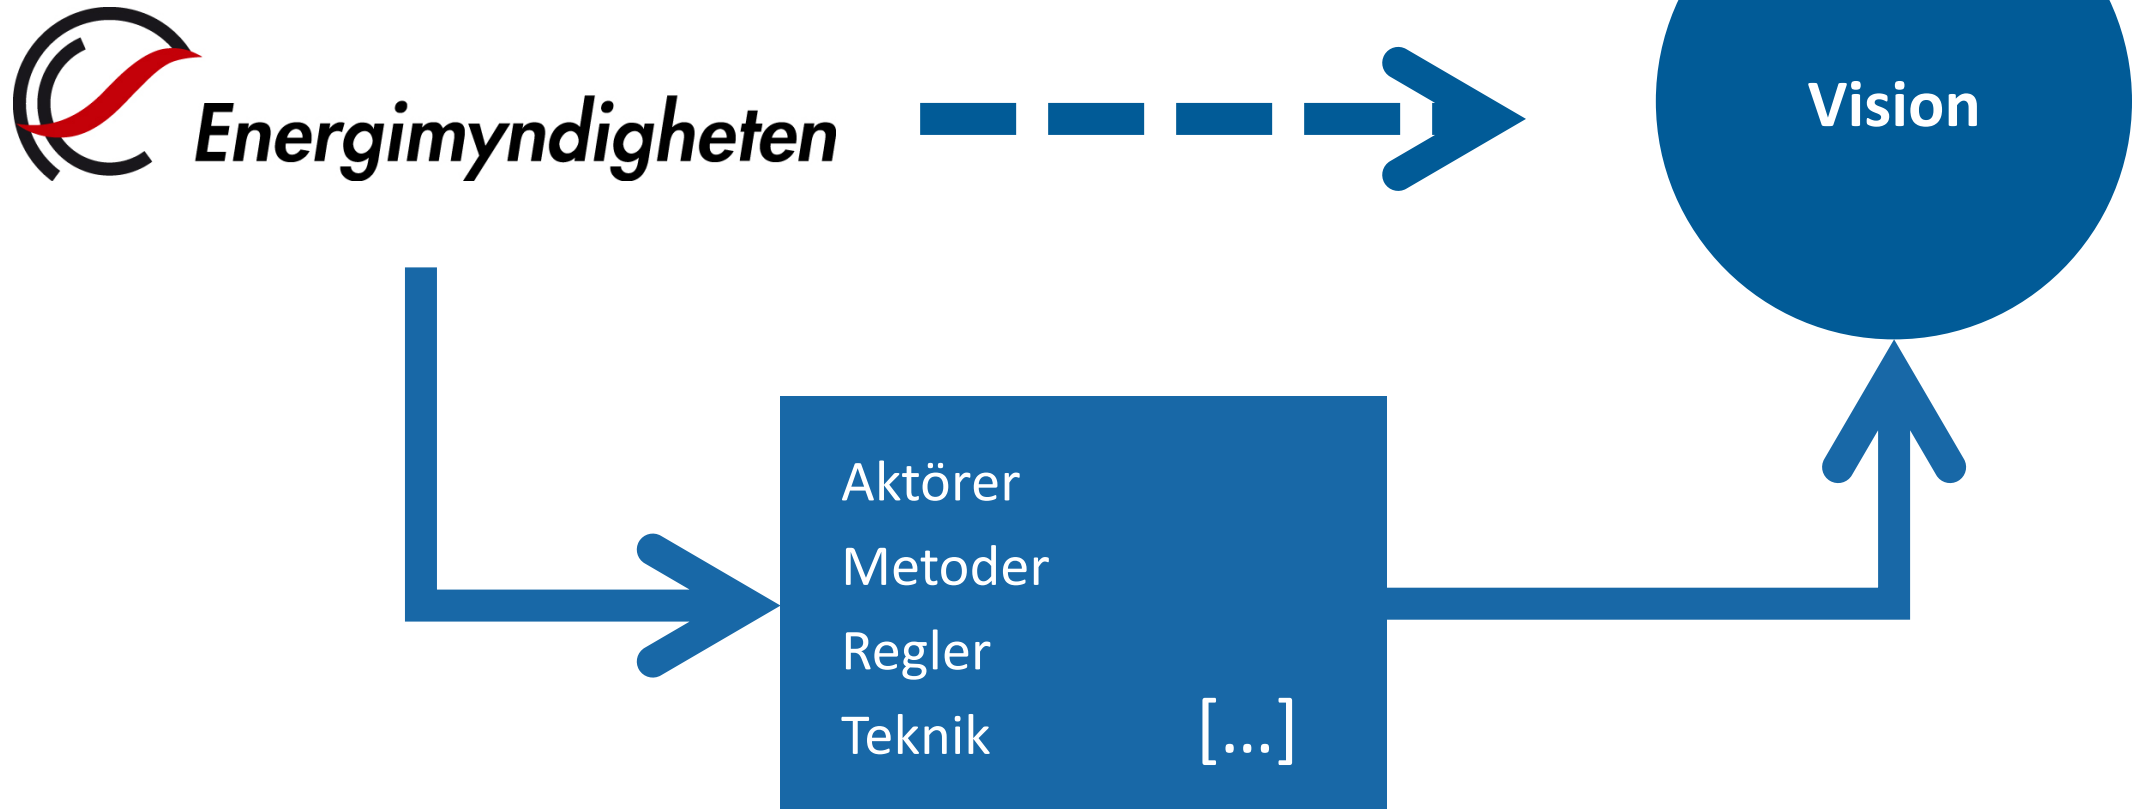 Energimyndigheten
Vision
Aktörer
Metoder
Regler
Teknik
[...]